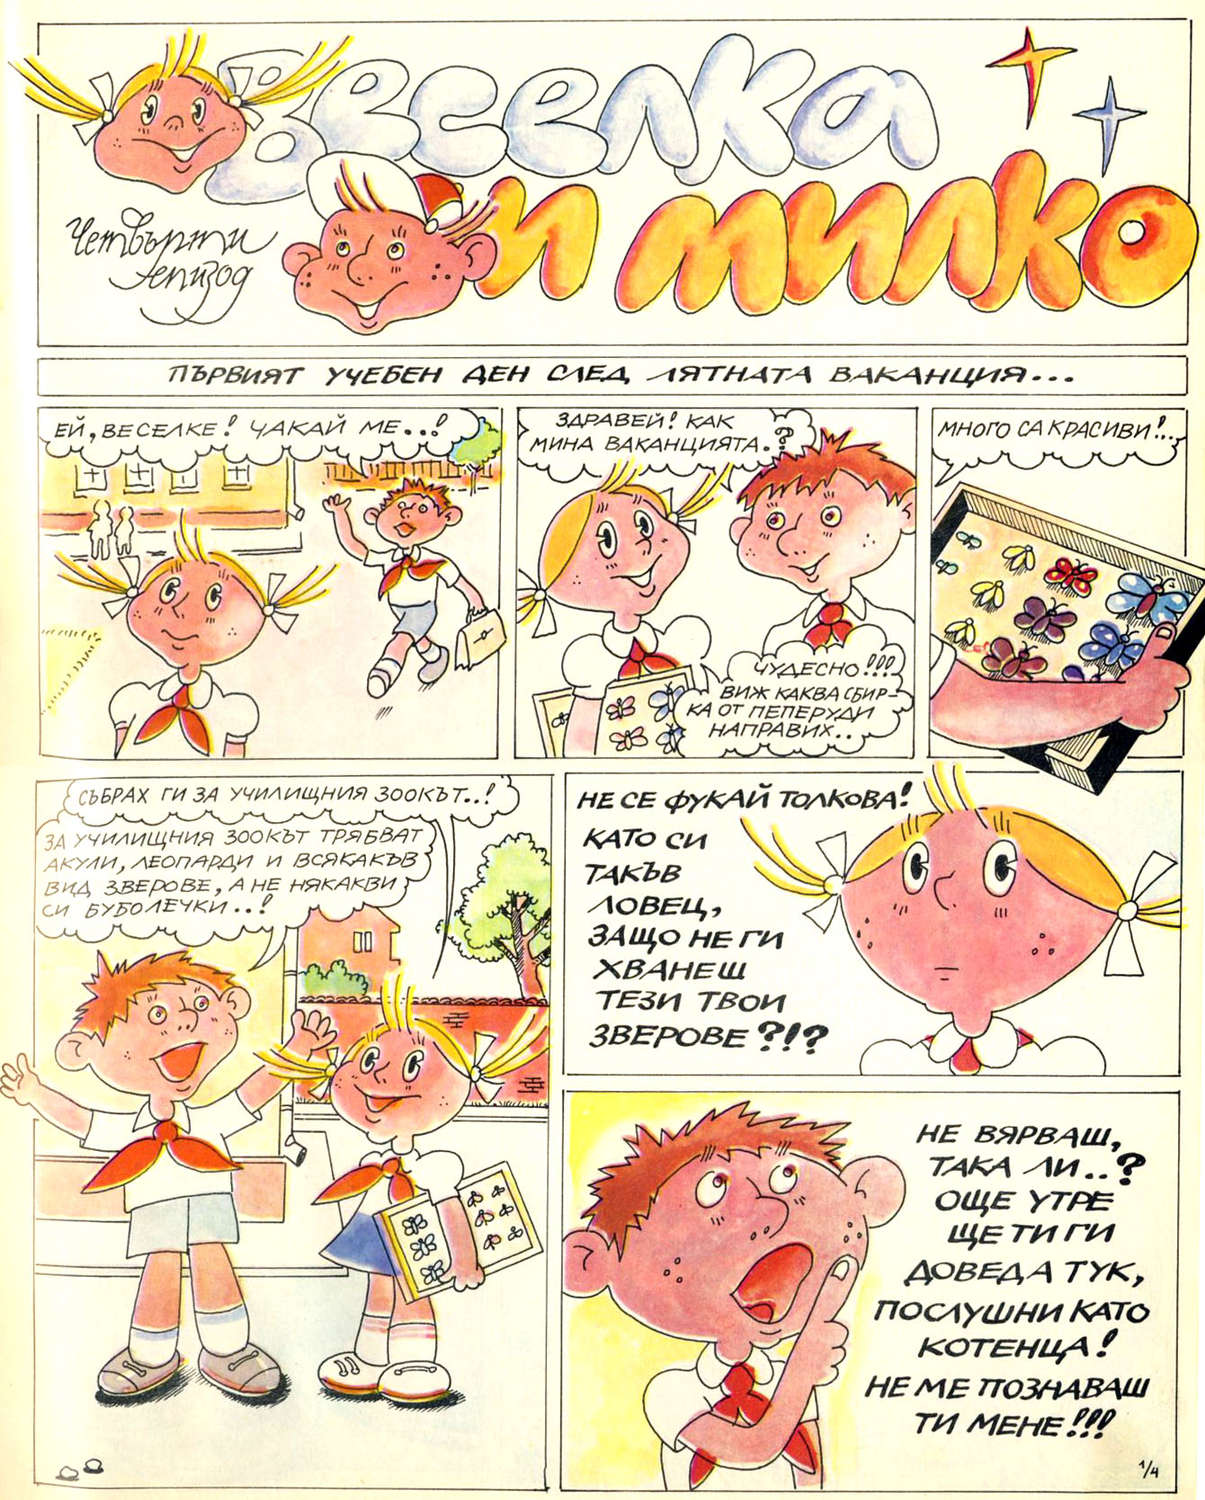 Веселка
и Милко
Четвърти
епизод
ПЪРВИЯТ УЧЕБЕН ДЕН СЛЕД ЛЯТНАТА ВАКАНЦИЯ...
ЕЙ, ВЕСЕЛКЕ! ЧАКАЙ МЕ...!
ЗДРАВЕЙ! КАК
МИНА ВАКАНЦИЯТА..?
ЧУДЕСНО!!!
ВИЖ КАКВА СБИР-
КА ОТ ПЕПЕРУДИ
НАПРАВИХ..
МНОГО СА КРАСИВИ!..
СЪБРАХ ГИ ЗА УЧИЛИЩНИЯ ЗООКЪТ..!
ЗА УЧИЛИЩНИЯ ЗООКЪТ ТРЯБВАТ
АКУЛИ, ЛЕОПАРДИ И ВСЯКАКЪВ
ВИД ЗВЕРОВЕ, А НЕ НЯКАКВИ
СИ БУБОЛЕЧКИ..!
НЕ СЕ ФУКАЙ ТОЛКОВА!
КАТО СИ
ТАКЪВ
ЛОВЕЦ,
ЗАЩО НЕ ГИ
ХВАНЕШ
ТЕЗИ ТВОИ
ЗВЕРОВЕ?!?
НЕ ВЯРВАШ,
ТАКА ЛИ..?
ОЩЕ УТРЕ
ЩЕ ТИ ГИ
ДОВЕДА ТУК,
ПОСЛУШНИ КАТО
КОТЕНЦА!
НЕ МЕ ПОЗНАВАШ
ТИ МЕНЕ!!!
1/4